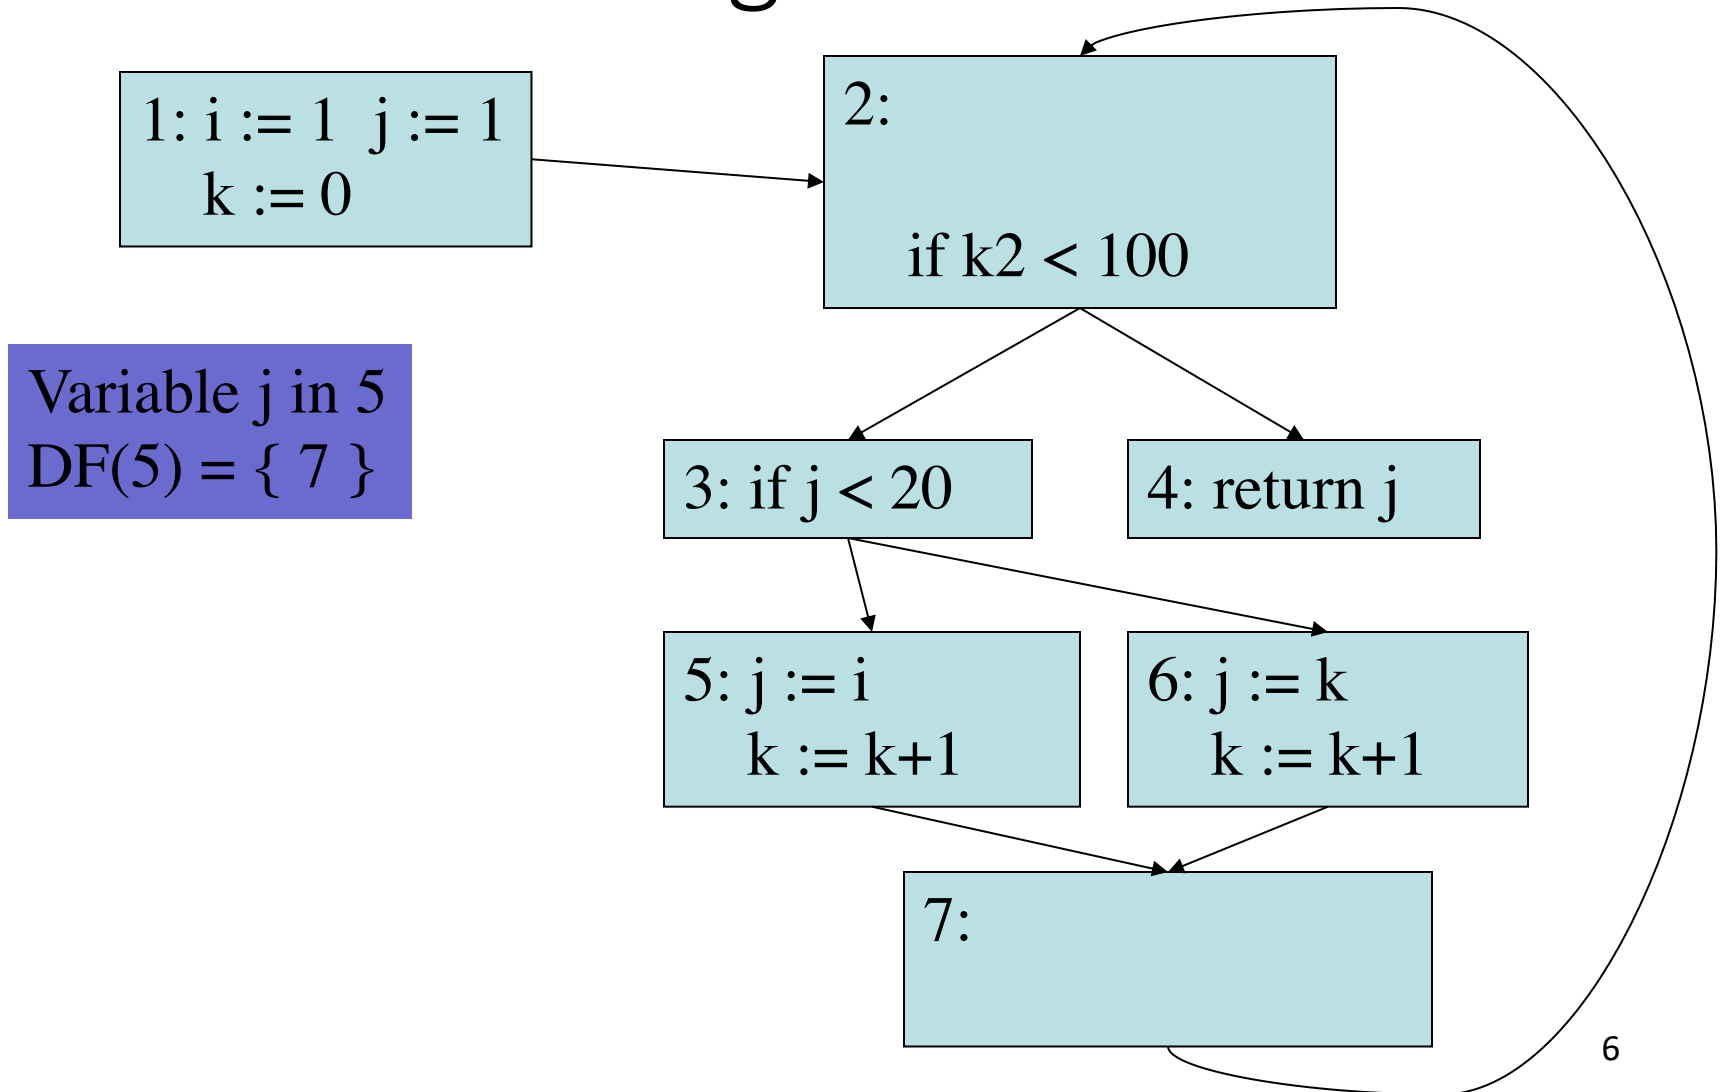 1: i := 1 j := 1
k := 0
2:
if k2 < 100
Variable j in 5
DF(5) = { 7 }
3: if j < 20
4: return j
5: j := i
k := k+1
6: j := k
k := k+1
7:
6